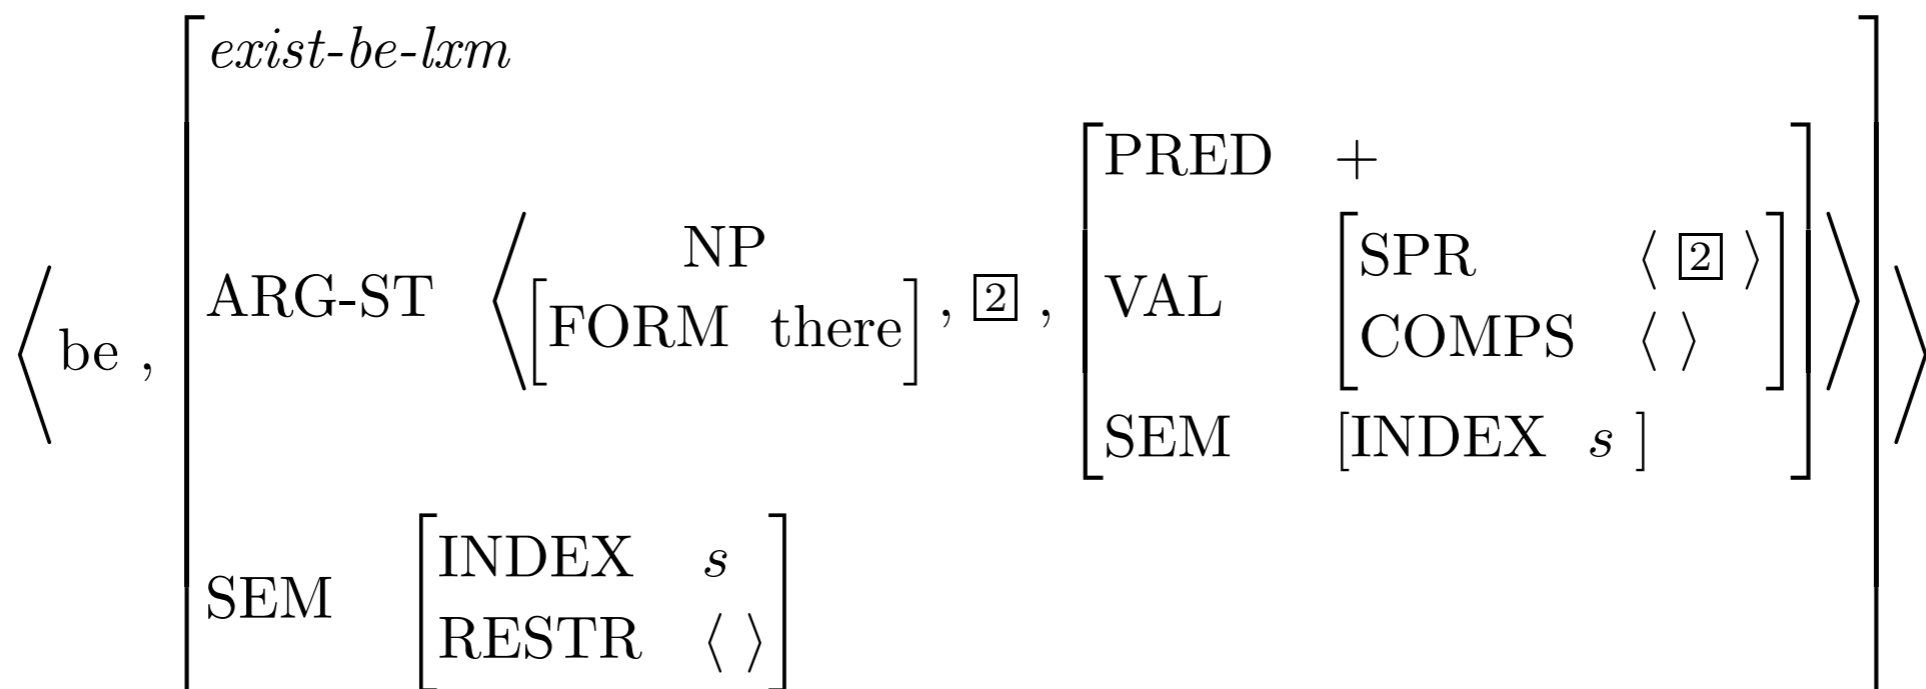 exist-be-lxm
PRED +
NP
SPR ⟨ 2 ⟩
ARG-ST ⟨ [FORM there] , 2 , VAL
⟨ be ,
COMPS ⟨ ⟩
SEM [INDEX s ]
INDEX s
SEM
RESTR ⟨ ⟩